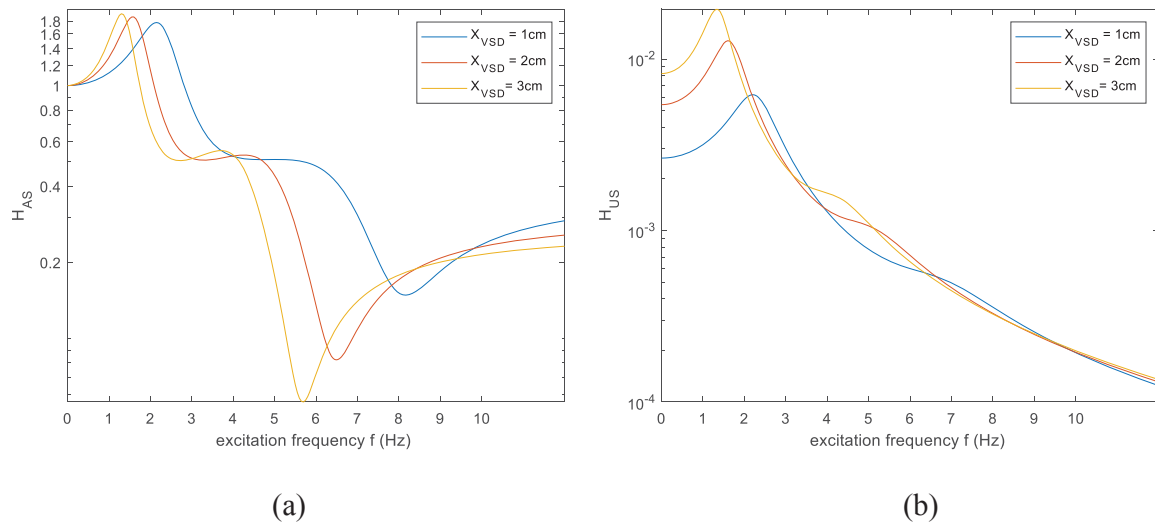 1.8
1.6
1.4
1.2
1
0.6
0.4
0.2
H_AS
0 1 2 3 4 5 6 7 8 9 10
excitation frequency f (Hz)
X_VSD = 1cm
X_VSD = 2cm
X_VSD = 3cm
(a)
10^-2
10^-3
10^-4
H_US
0 1 2 3 4 5 6 7 8 9 10
excitation frequency f (Hz)
X_VSD = 1cm
X_VSD = 2cm
X_VSD = 3cm
(b)